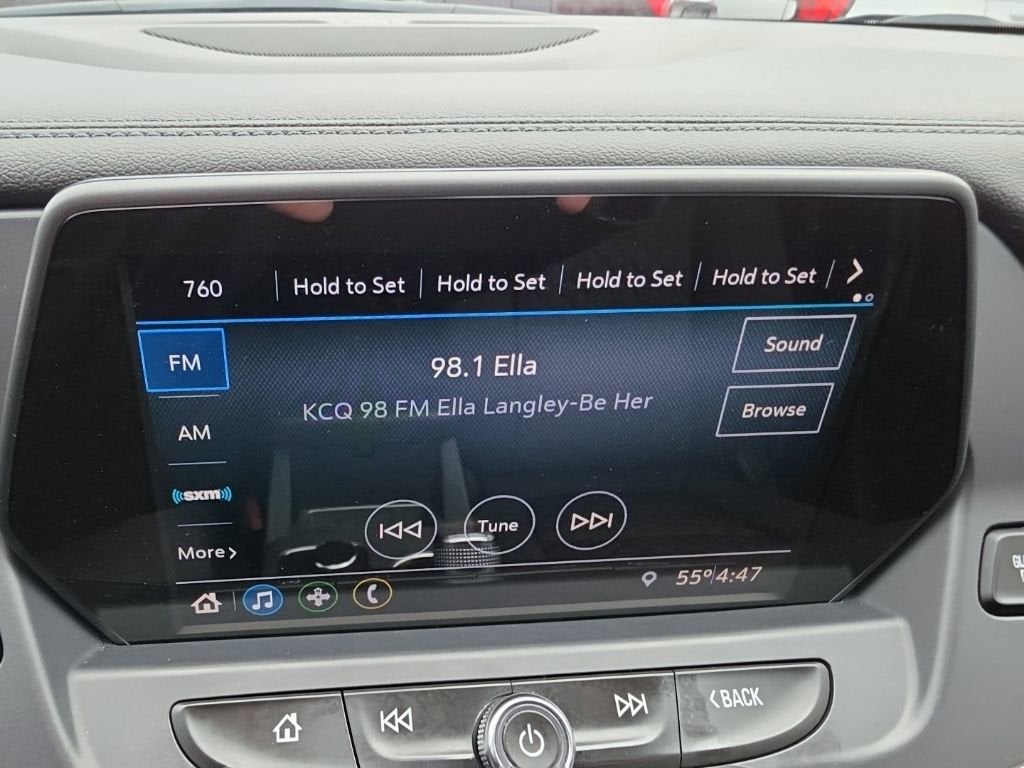 760 Hold to Set Hold to Set Hold to Set Hold to Set
FM
98.1 Ella
Sound
KCQ 98 FM Ella Langley-Be Her
Browse
AM
sxm
Tune
More
55° 4:47
BACK